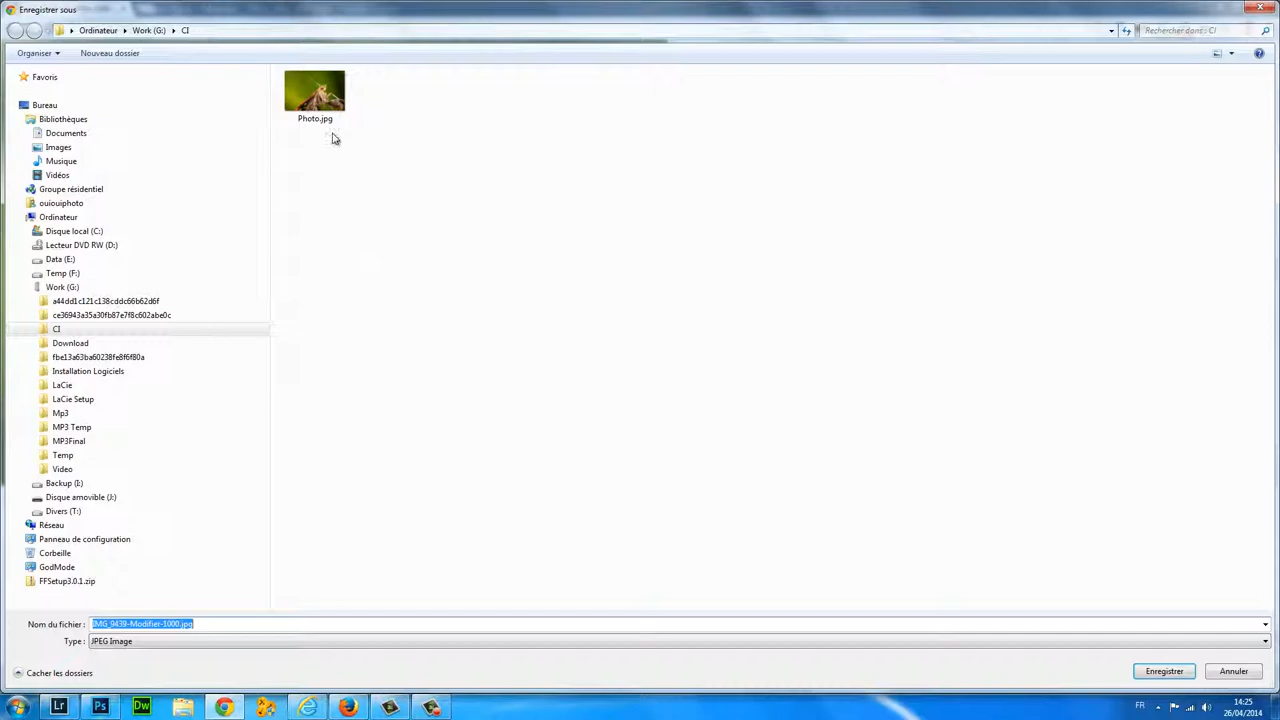 Enregistrer sous
Ordinateur Work (G:) CI
Rechercher dans : CI
Organiser Nouveau dossier
Favoris
Bureau
Bibliothèques
Documents
Images
Musique
Vidéos
Groupe résidentiel
ouiouiphoto
Ordinateur
Disque local (C:)
Lecteur DVD RW (D:)
Data (E:)
Temp (F:)
Work (G:)
a44dd1c121c138cddc66b62d6f
ce36943a35a30fb87e7f8c602abe0c
CI
Download
fbe13a63ba60238fe8f6f80a
Installation Logiciels
LaCie
LaCie Setup
Mp3
MP3 Temp
MP3Final
Temp
Video
Backup (I:)
Disque amovible (J:)
Divers (T:)
Réseau
Panneau de configuration
Corbeille
GodMode
FFSetup3.0.1.zip
Photo.jpg
Nom du fichier : IMG_9439-Modifier-1000.jpg
Type : JPEG Image
Cacher les dossiers
Enregistrer Annuler
Lr Ps Dw
FR
14:25
26/04/2014